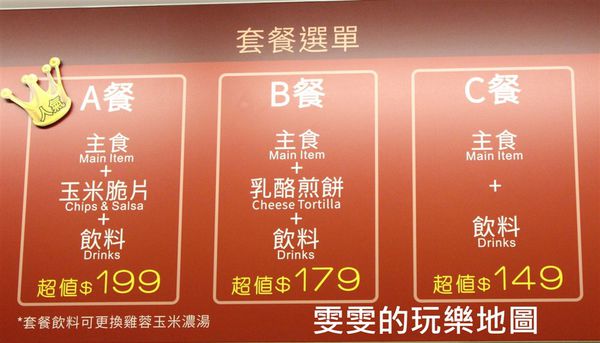 套餐選單
人氣
A餐
主食
Main Item
+
玉米脆片
Chips & Salsa
+
飲料
Drinks
超值$199
B餐
主食
Main Item
+
乳酪煎餅
Cheese Tortilla
+
飲料
Drinks
超值$179
C餐
主食
Main Item
+
飲料
Drinks
超值$149
*套餐飲料可更換雞蓉玉米濃湯
雯雯的玩樂地圖